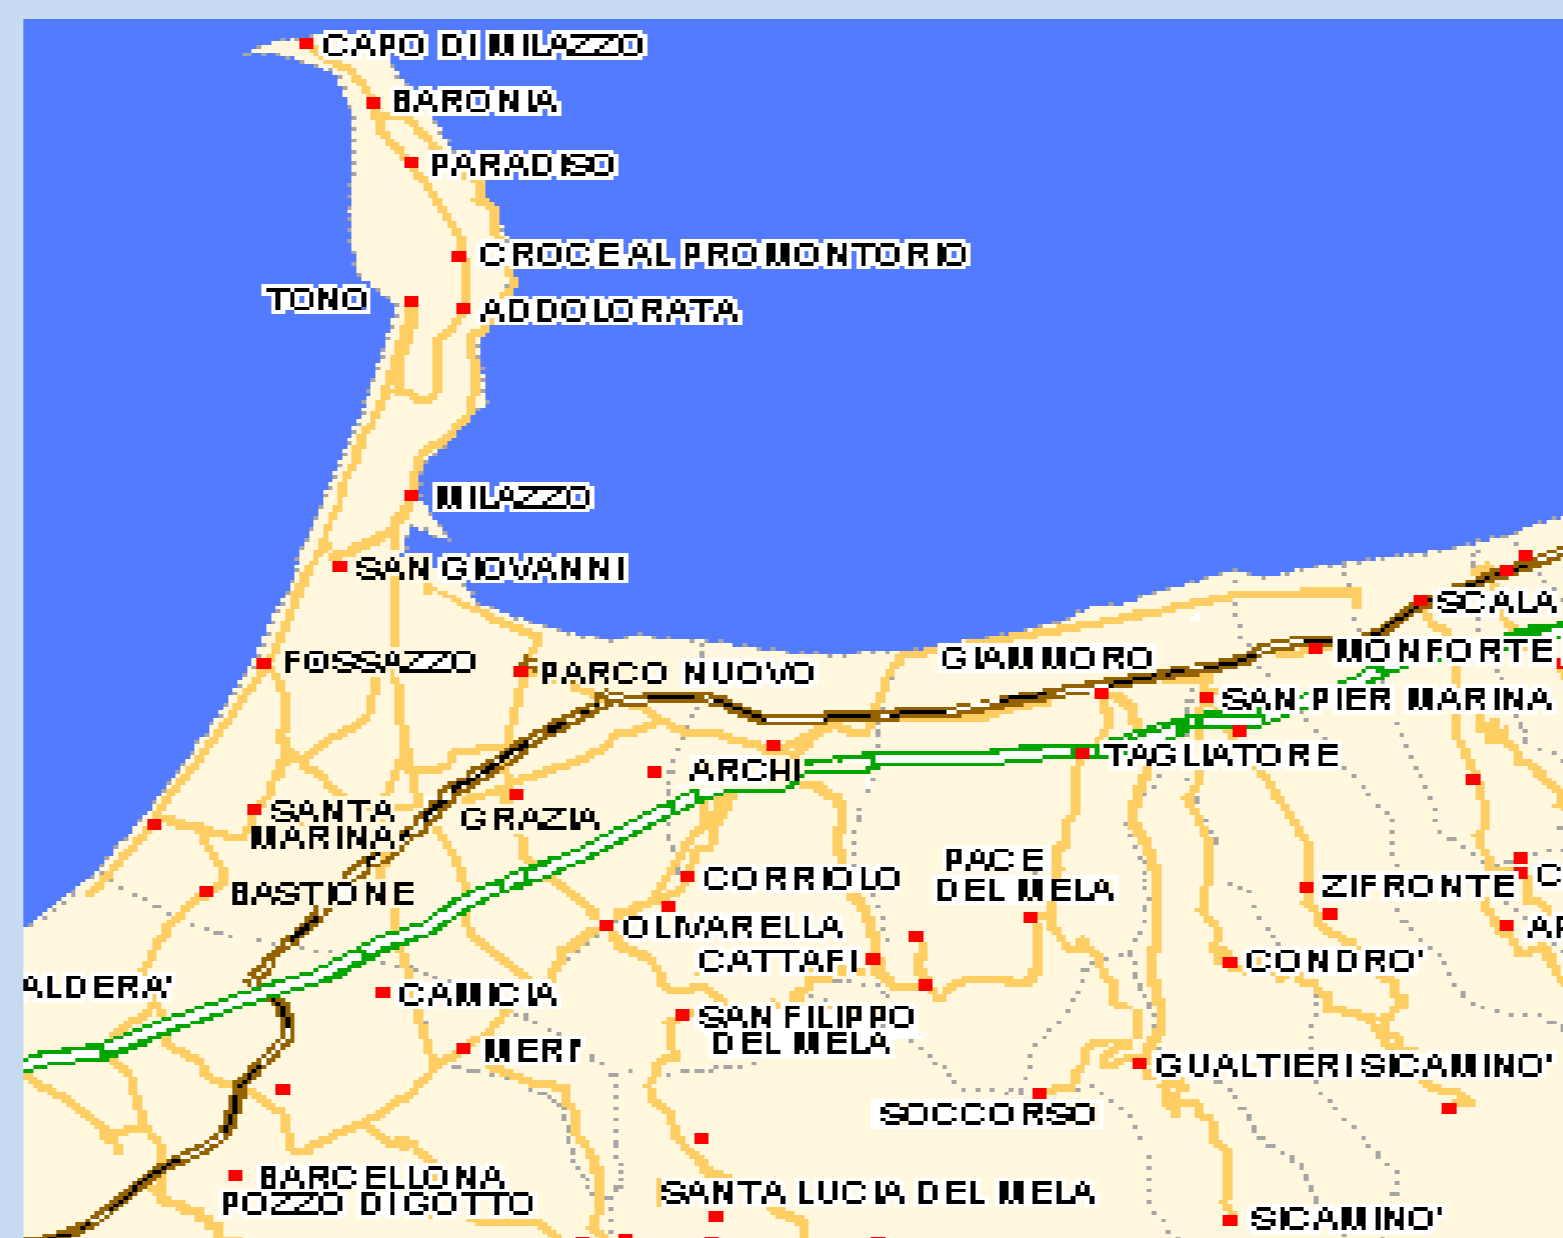 CAPO DI MILAZZO
BARONIA
PARADISO
CROCE AL PROMONTORIO
TONO
ADDOLORATA
MILAZZO
SAN GIOVANNI
SCALA
FOSSAZZO
PARCO NUOVO
GIAMMORO
MONFORTE
SAN PIER MARINA
TAGLIATORE
ARCHI
SANTA
MARINA
GRAZIA
PACE
DEL MELA
BASTIONE
CORRIOLO
ZIFRONTE
C
OLIVARELLA
AF
CATTAFI
CONDRO'
ALDERA'
CAMICIA
SAN FILIPPO
DEL MELA
MERI'
GUALTIERI SICAMINO'
SOCCORSO
BARCELLONA
POZZO DI GOTTO
SANTA LUCIA DEL MELA
SICAMINO'